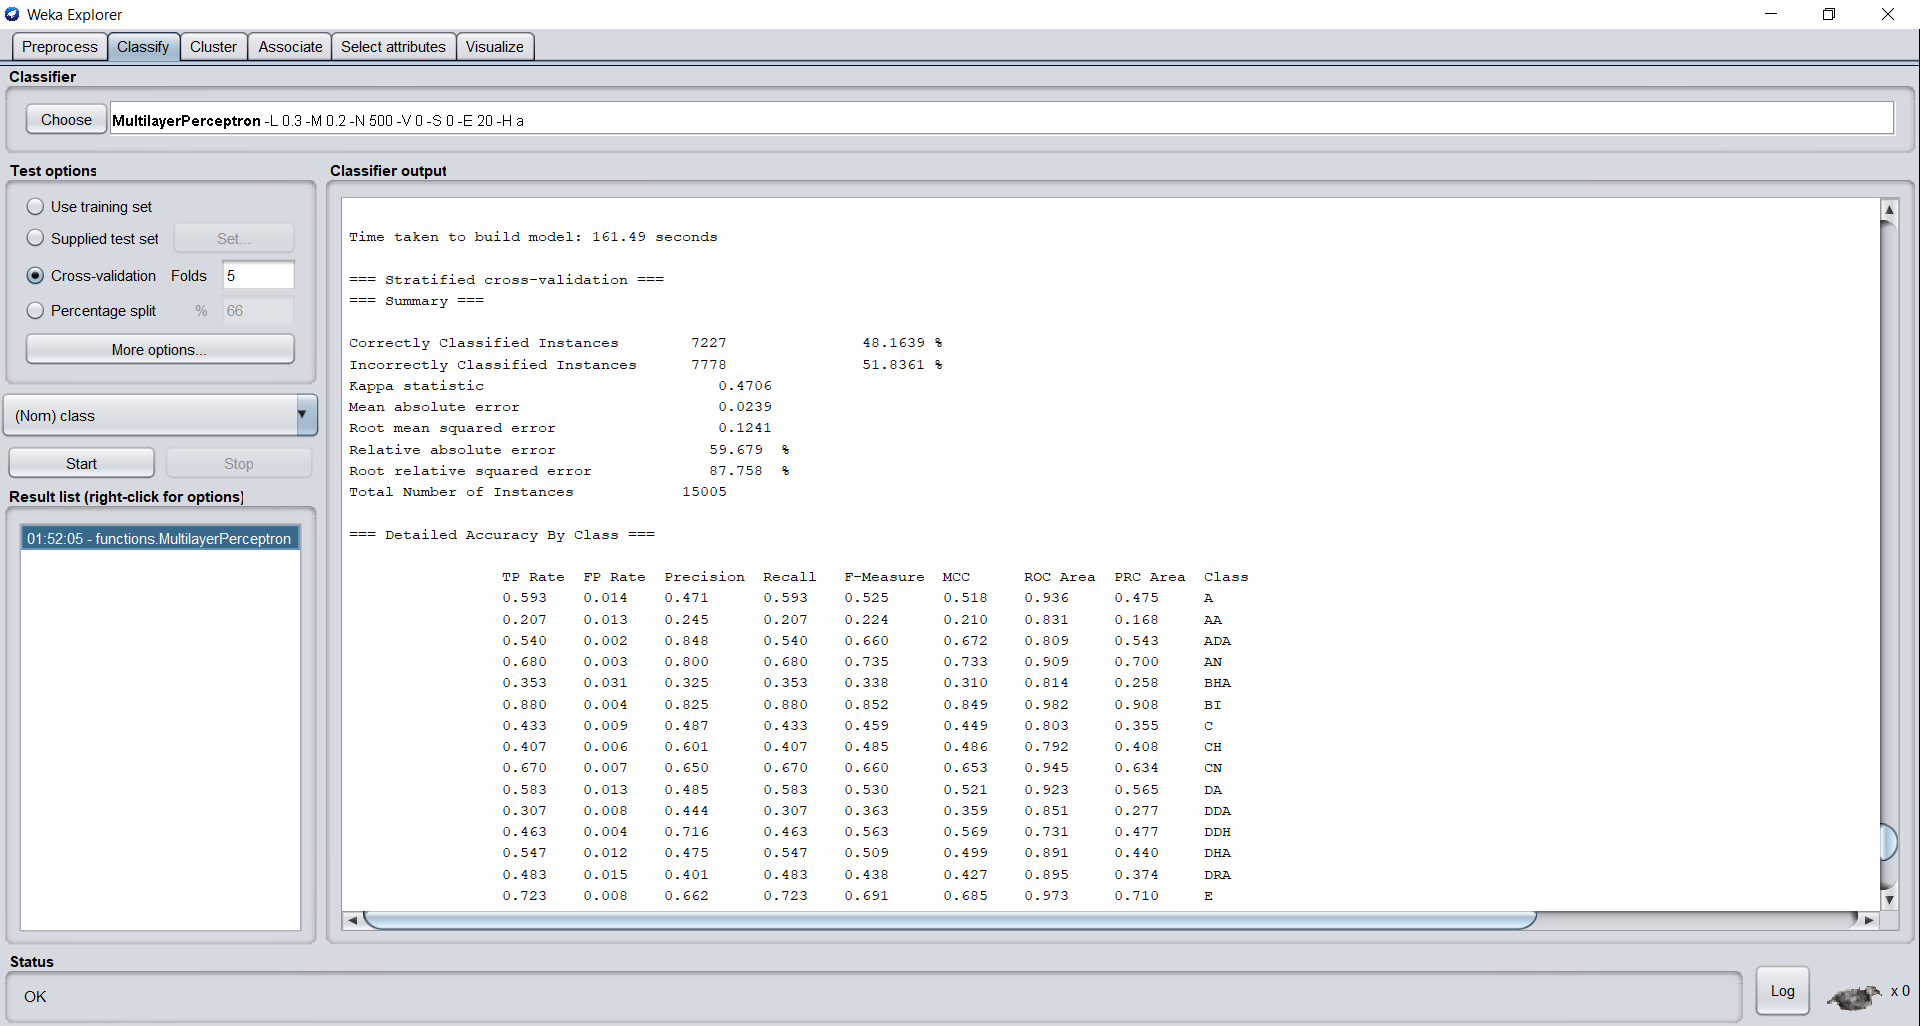 Weka Explorer
Preprocess Classify Cluster Associate Select attributes Visualize
Classifier
Choose MultilayerPerceptron -L 0.3 -M 0.2 -N 500 -V 0 -S 0 -E 20 -H a
Test options
Use training set
Supplied test set Set...
Cross-validation Folds 5
Percentage split % 66
More options...
(Nom) class
Start Stop
Result list (right-click for options)
01:52:05 - functions.MultilayerPerceptron
Classifier output
Time taken to build model: 161.49 seconds
=== Stratified cross-validation ===
=== Summary ===
Correctly Classified Instances 7227 48.1639 %
Incorrectly Classified Instances 7778 51.8361 %
Kappa statistic 0.4706
Mean absolute error 0.0239
Root mean squared error 0.1241
Relative absolute error 59.679 %
Root relative squared error 87.758 %
Total Number of Instances 15005
=== Detailed Accuracy By Class ===
TP Rate FP Rate Precision Recall F-Measure MCC ROC Area PRC Area Class
0.593 0.014 0.471 0.593 0.525 0.518 0.936 0.475 A
0.207 0.013 0.245 0.207 0.224 0.210 0.831 0.168 AA
0.540 0.002 0.848 0.540 0.660 0.672 0.809 0.543 ADA
0.680 0.003 0.800 0.680 0.735 0.733 0.909 0.700 AN
0.353 0.031 0.325 0.353 0.338 0.310 0.814 0.258 BHA
0.880 0.004 0.825 0.880 0.852 0.849 0.982 0.908 BI
0.433 0.009 0.487 0.433 0.459 0.449 0.803 0.355 C
0.407 0.006 0.601 0.407 0.485 0.486 0.792 0.408 CH
0.670 0.007 0.650 0.670 0.660 0.653 0.945 0.634 CN
0.583 0.013 0.485 0.583 0.530 0.521 0.923 0.565 DA
0.307 0.008 0.444 0.307 0.363 0.359 0.851 0.277 DDA
0.463 0.004 0.716 0.463 0.563 0.569 0.731 0.477 DDH
0.547 0.012 0.475 0.547 0.509 0.499 0.891 0.440 DHA
0.483 0.015 0.401 0.483 0.438 0.427 0.895 0.374 DRA
0.723 0.008 0.662 0.723 0.691 0.685 0.973 0.710 E
Status
OK
Log x 0